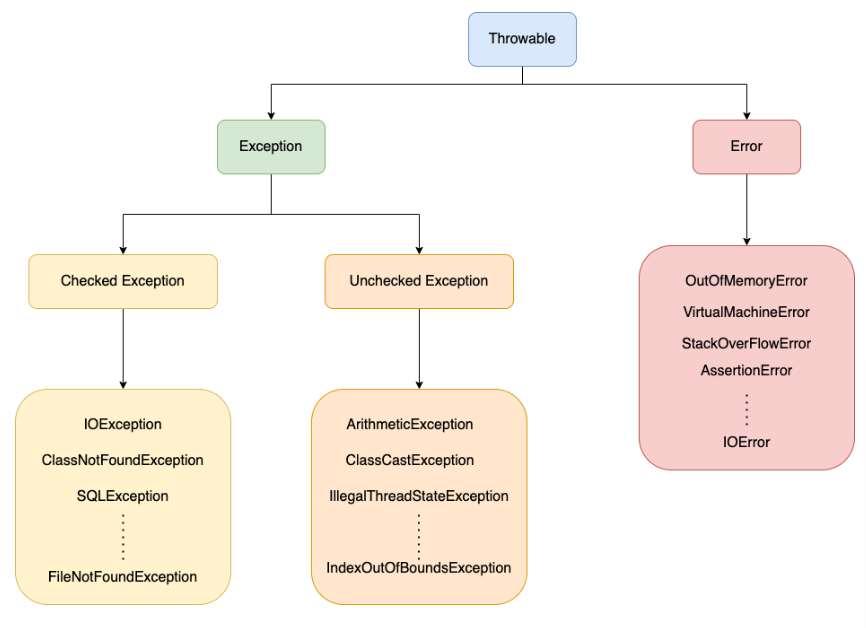 Throwable
Exception
Error
Checked Exception
Unchecked Exception
OutOfMemoryError
VirtualMachineError
StackOverFlowError
AssertionError
IOError
IOException
ClassNotFoundException
SQLException
FileNotFoundException
ArithmeticException
ClassCastException
IllegalThreadStateException
IndexOutOfBoundsException